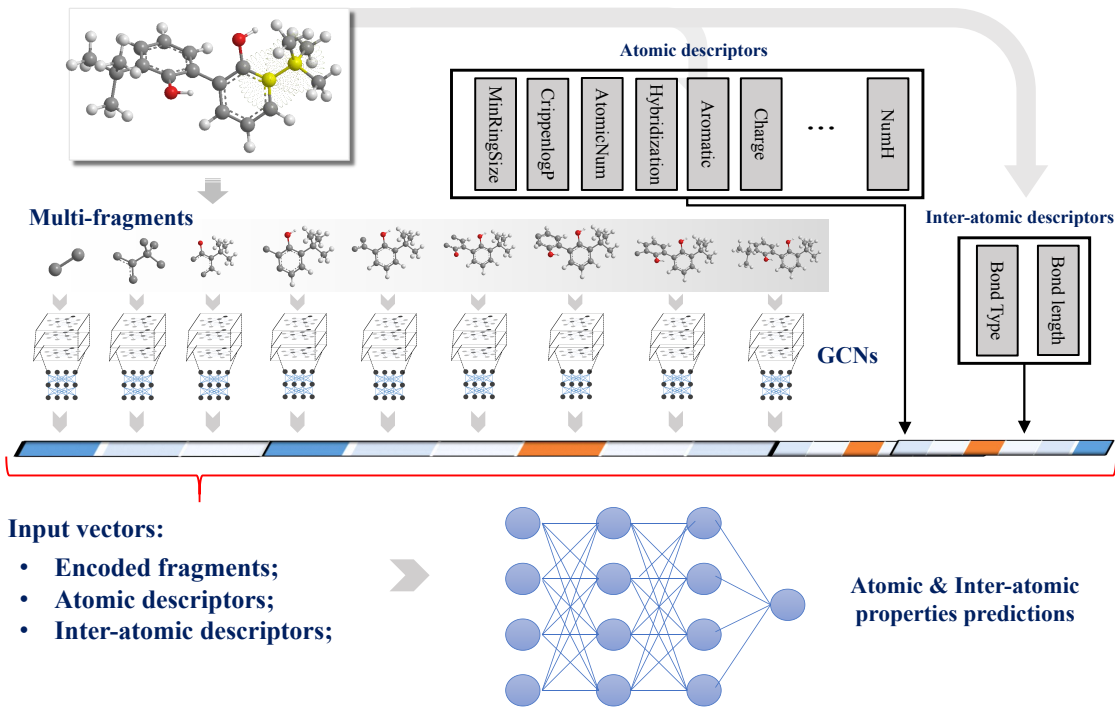 Atomic descriptors
MinRingSize
CrippenlogP
AtomicNum
Hybridization
Aromatic
Charge
...
NumH
Multi-fragments
Inter-atomic descriptors
Bond Type
Bond length
GCNs
Input vectors:
• Encoded fragments;
• Atomic descriptors;
• Inter-atomic descriptors;
Atomic & Inter-atomic
properties predictions